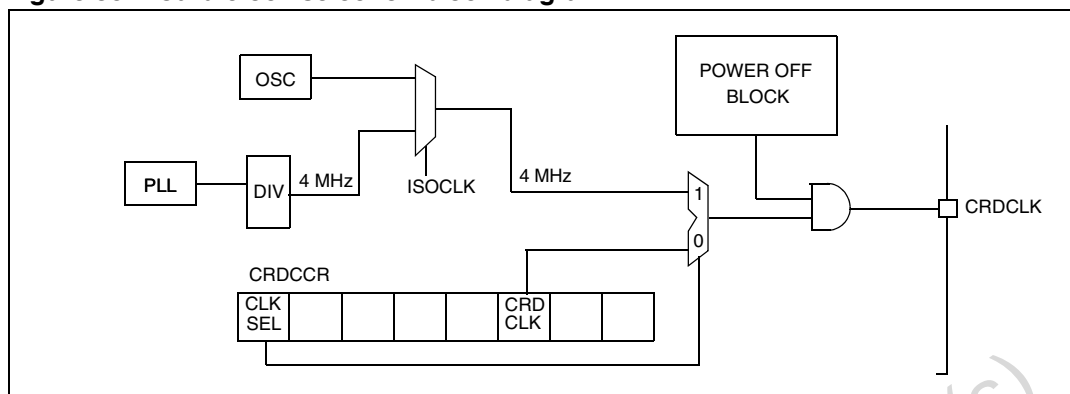 OSC
POWER OFF
BLOCK
PLL
DIV
4 MHz
ISOCLK
4 MHz
1
0
CRDCLK
CRDCCR
CLK
SEL
CRD
CLK